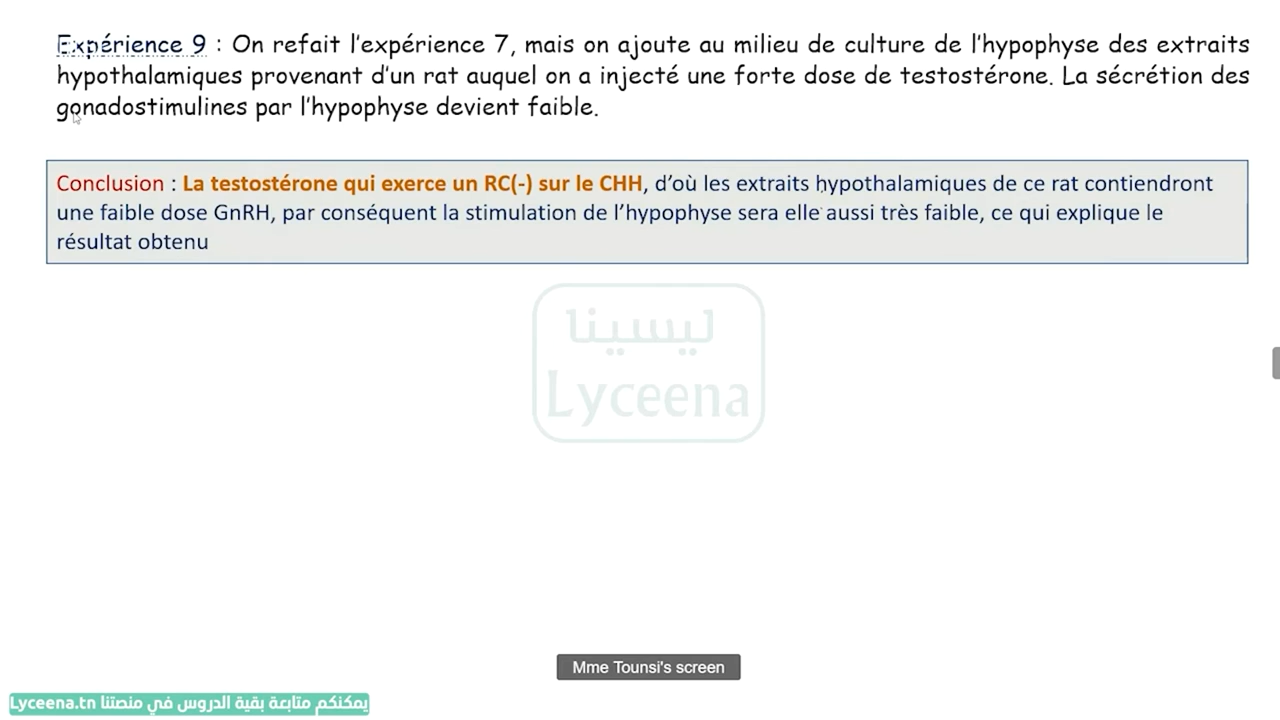 Expérience 9 : On refait l'expérience 7, mais on ajoute au milieu de culture de l'hypophyse des extraits
hypothalamiques provenant d'un rat auquel on a injecté une forte dose de testostérone. La sécrétion des
gonadostimulines par l'hypophyse devient faible.
Conclusion : La testostérone qui exerce un RC(-) sur le CHH, d'où les extraits hypothalamiques de ce rat contiendront
une faible dose GnRH, par conséquent la stimulation de l'hypophyse sera elle aussi très faible, ce qui explique le
résultat obtenu
ليسينا
Lyceena
Mme Tounsi's screen
يمكنكم متابعة بقية الدروس في منصتنا Lyceena.tn